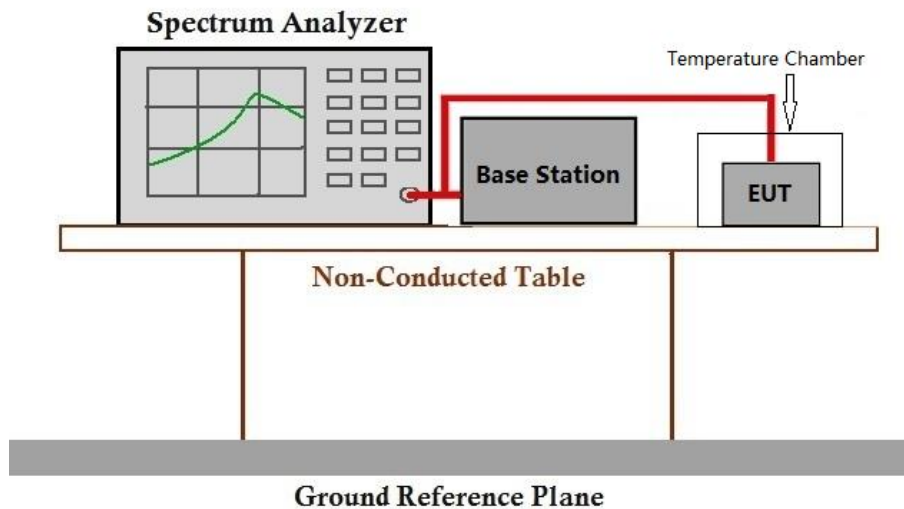 Spectrum Analyzer
Temperature Chamber
Base Station
EUT
Non-Conducted Table
Ground Reference Plane